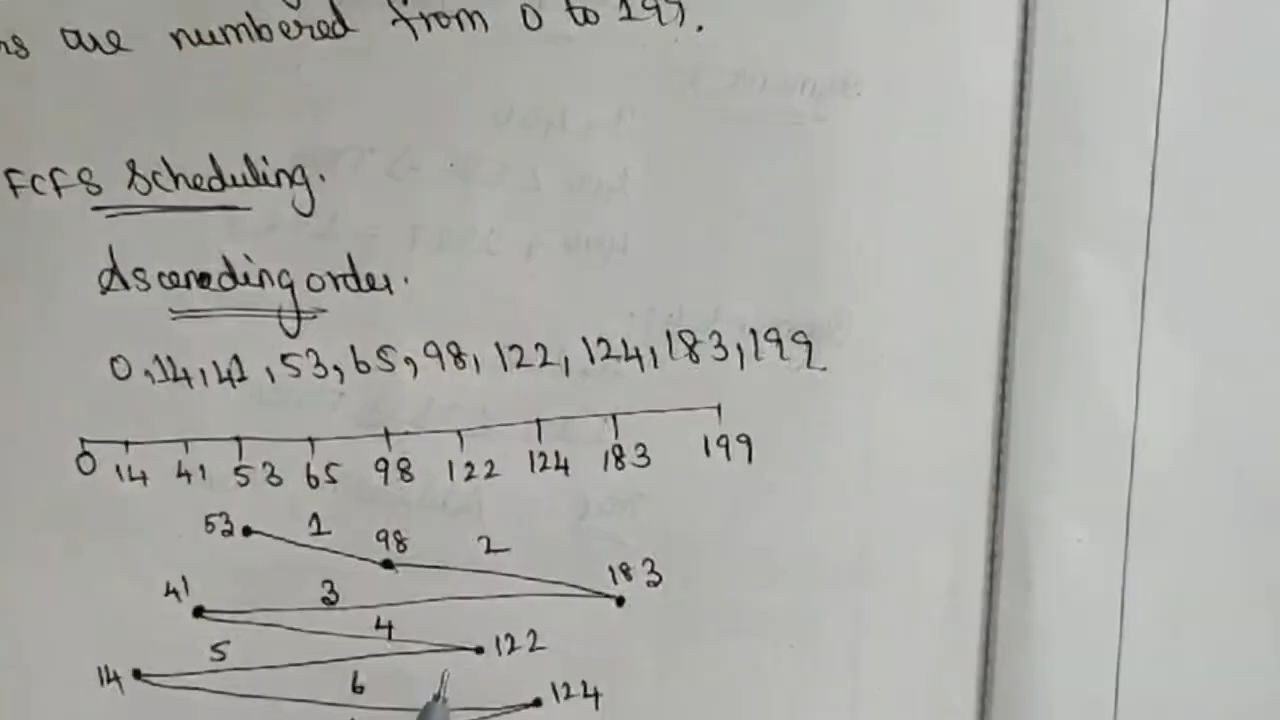 are numbered from 0 to 199.
FCFS Scheduling.
Ascending order.
0, 14, 41, 53, 65, 98, 122, 124, 183, 199
0 14 41 53 65 98 122 124 183 199
53 1 98 2
183
41 3
4
5 122
14 6 124